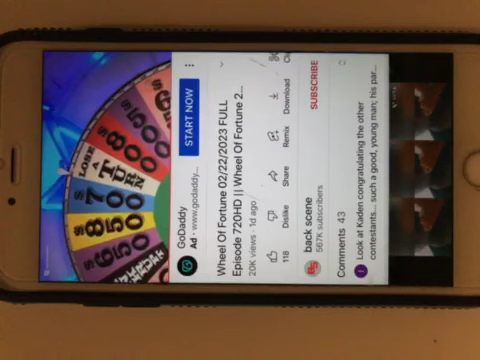 LOSE
A
TURN
$700
$850
$650
GoDaddy
Ad · www.godaddy...
START NOW
Wheel Of Fortune 02/22/2023 FULL
Episode 720HD || Wheel Of Fortune 2...
20K views · 1d ago
118
Dislike
Share
Remix
Download
back scene
567K subscribers
SUBSCRIBE
Comments 43
Look at Kaden congratulating the other
contestants... such a good, young man; his par...